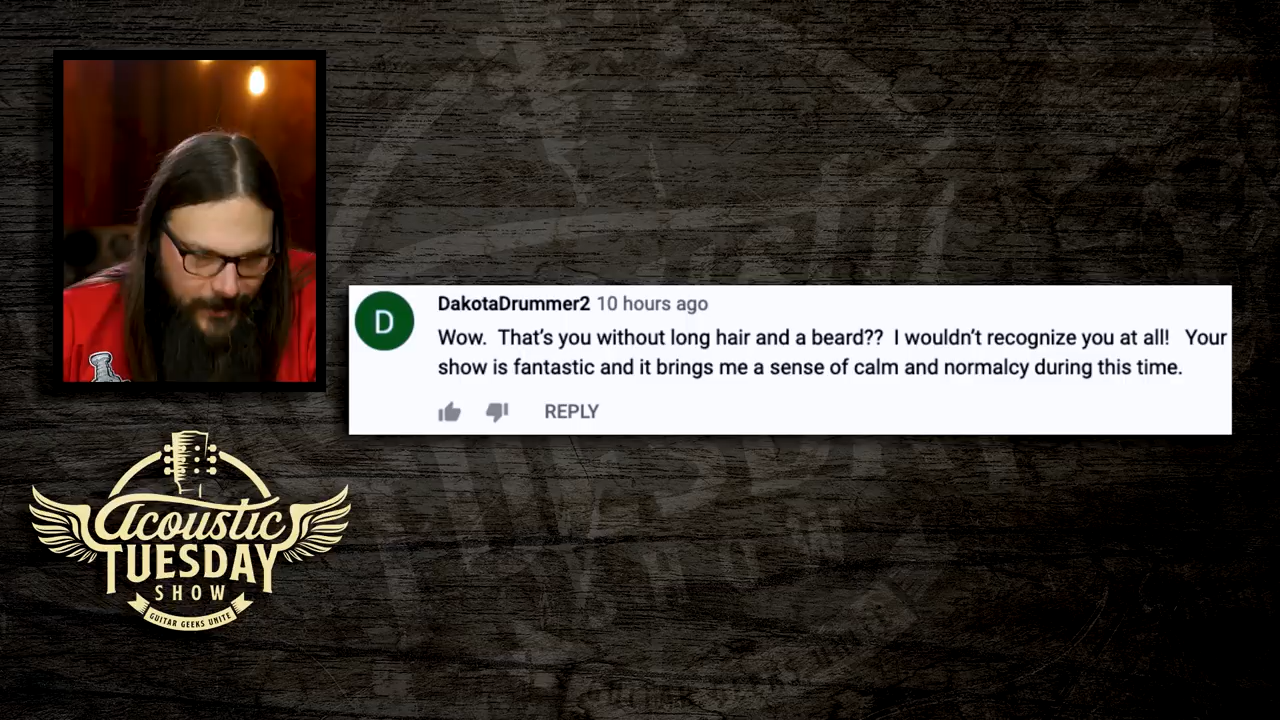 D
DakotaDrummer2 10 hours ago
Wow.  That's you without long hair and a beard??  I wouldn't recognize you at all!   Your
show is fantastic and it brings me a sense of calm and normalcy during this time.
REPLY
Acoustic
TUESDAY
SHOW
GUITAR GEEKS UNITE